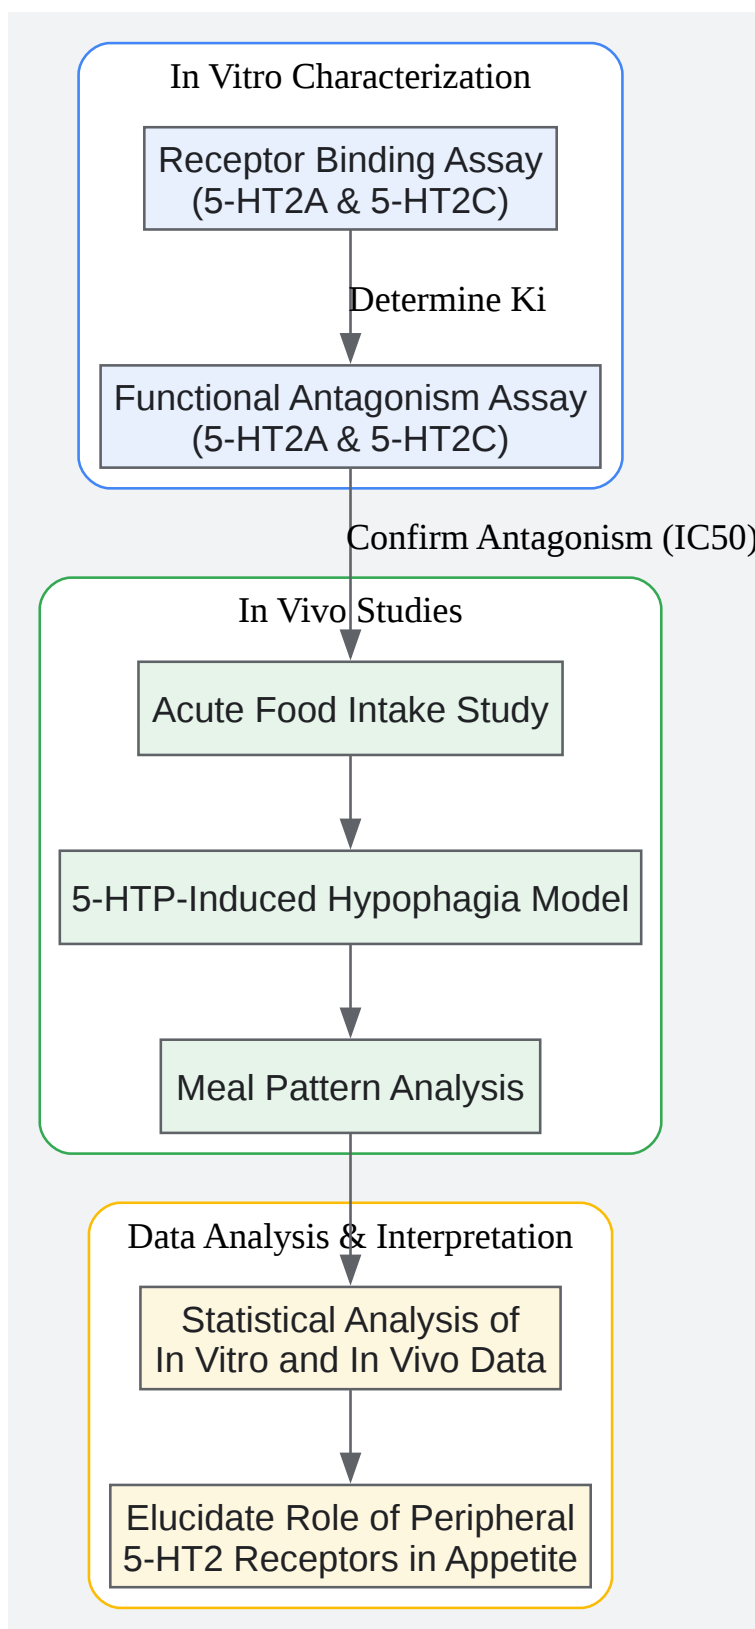 In Vitro Characterization
Receptor Binding Assay
(5-HT2A & 5-HT2C)
Determine Ki
Functional Antagonism Assay
(5-HT2A & 5-HT2C)
Confirm Antagonism (IC50)
In Vivo Studies
Acute Food Intake Study
5-HTP-Induced Hypophagia Model
Meal Pattern Analysis
Data Analysis & Interpretation
Statistical Analysis of
In Vitro and In Vivo Data
Elucidate Role of Peripheral
5-HT2 Receptors in Appetite